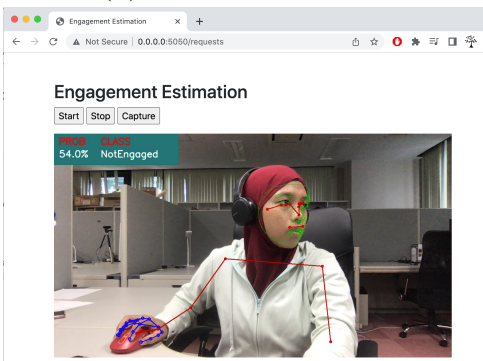 Engagement Estimation
Not Secure | 0.0.0.0:5050/requests
Engagement Estimation
Start Stop Capture
PROB CLASS
54.0% NotEngaged